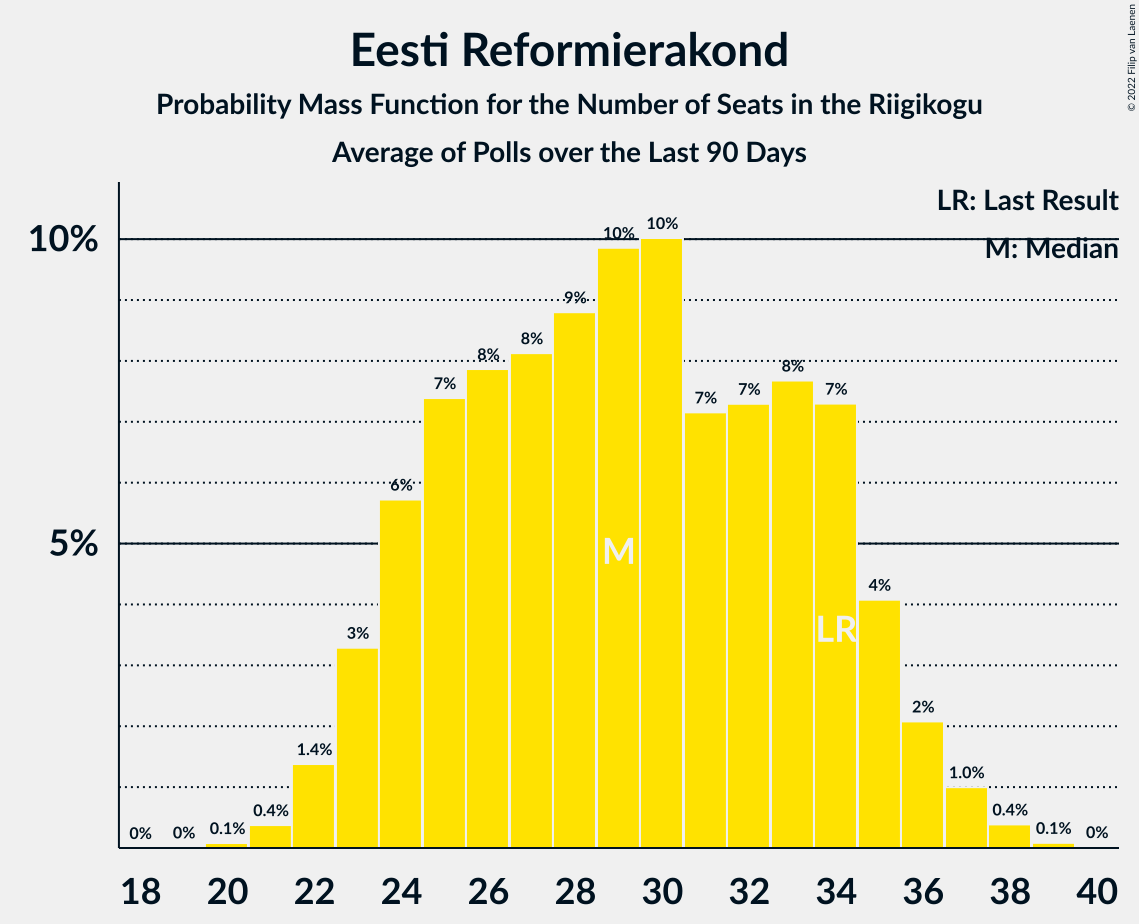 Eesti Reformierakond
Probability Mass Function for the Number of Seats in the Riigikogu
Average of Polls over the Last 90 Days
© 2022 Filip van Laenen
LR: Last Result
M: Median
10%
5%
0%
0%
0.1%
0.4%
1.4%
3%
6%
7%
8%
8%
9%
10%
10%
7%
7%
8%
7%
4%
2%
1.0%
0.4%
0.1%
0%
M
LR
18 20 22 24 26 28 30 32 34 36 38 40